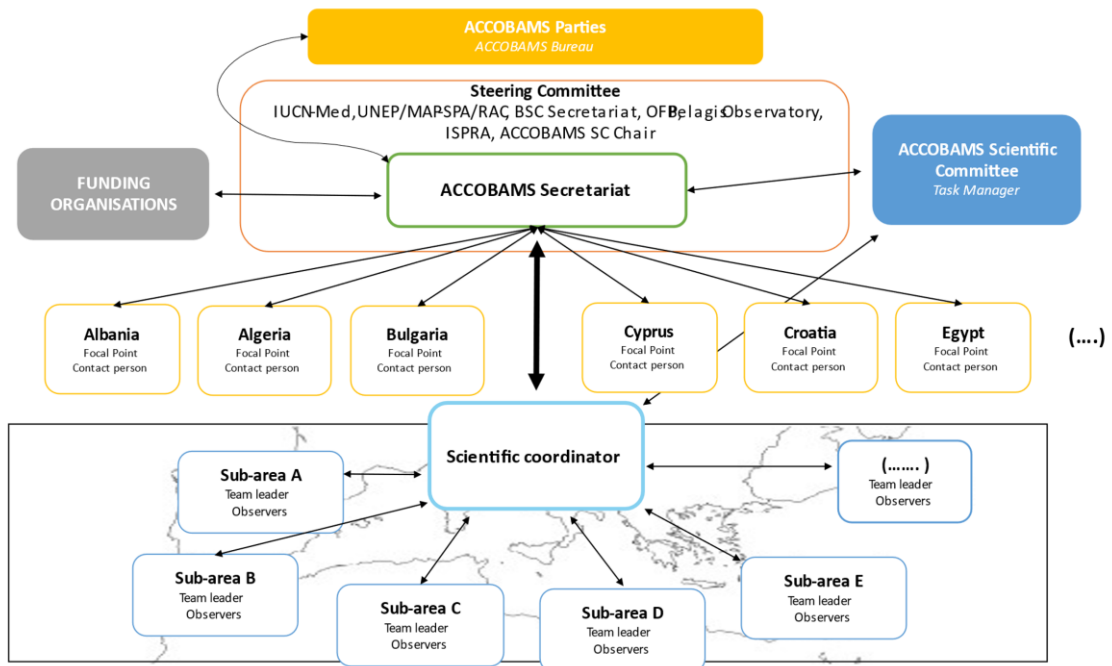 ACCOBAMS Parties
ACCOBAMS Bureau
Steering Committee
IUCN-Med,UNEP/MAP-SPA/RAC, BSC Secretariat, OFB,Pelagis Observatory,
ISPRA, ACCOBAMS SC Chair
FUNDING
ORGANISATIONS
ACCOBAMS Secretariat
ACCOBAMS Scientific
Committee
Task Manager
Albania
Focal Point
Contact person
Algeria
Focal Point
Contact person
Bulgaria
Focal Point
Contact person
Cyprus
Focal Point
Contact person
Croatia
Focal Point
Contact person
Egypt
Focal Point
Contact person
(....)
Scientific coordinator
Sub-area A
Team leader
Observers
(....... )
Team leader
Observers
Sub-area B
Team leader
Observers
Sub-area C
Team leader
Observers
Sub-area D
Team leader
Observers
Sub-area E
Team leader
Observers